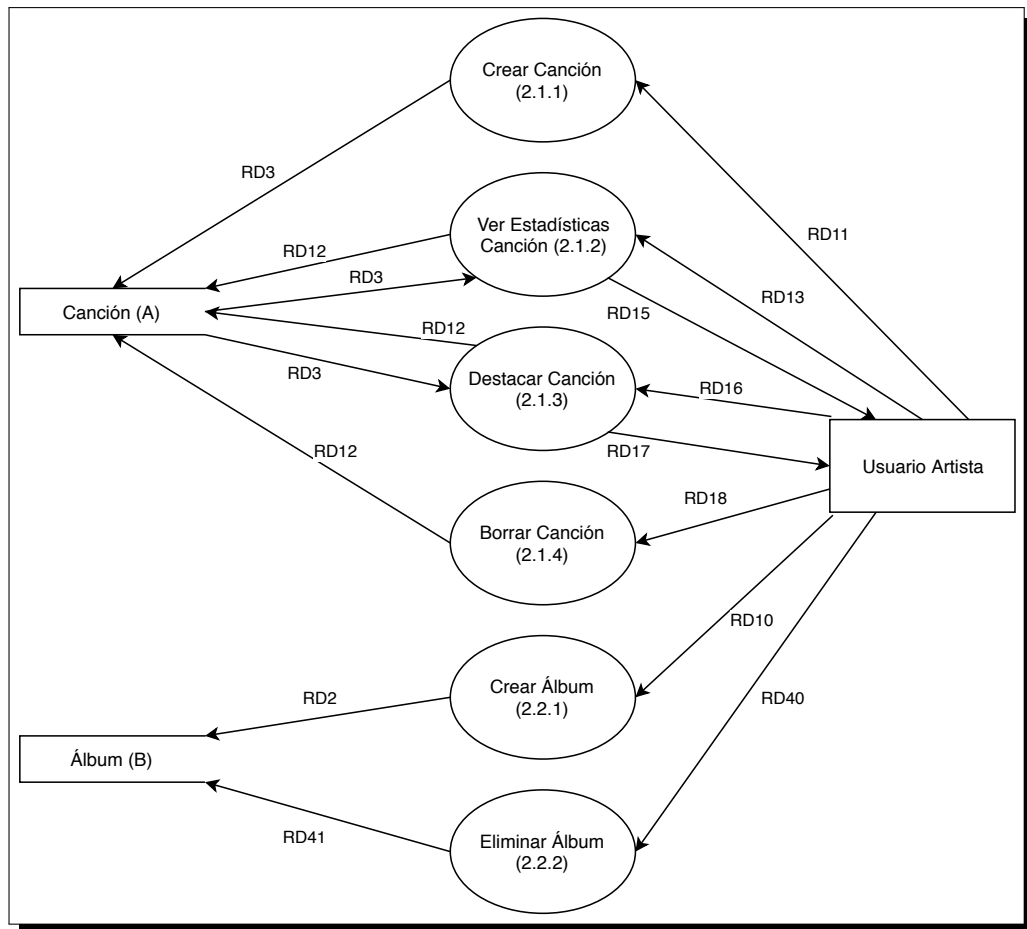 Crear Canción
(2.1.1)
RD3
RD11
Ver Estadísticas
Canción (2.1.2)
RD12
RD3
RD13
Canción (A)
RD15
RD12
RD3
Destacar Canción
(2.1.3)
RD16
RD17
RD12
Usuario Artista
RD18
Borrar Canción
(2.1.4)
RD10
RD2
Crear Álbum
(2.2.1)
RD40
Álbum (B)
RD41
Eliminar Álbum
(2.2.2)